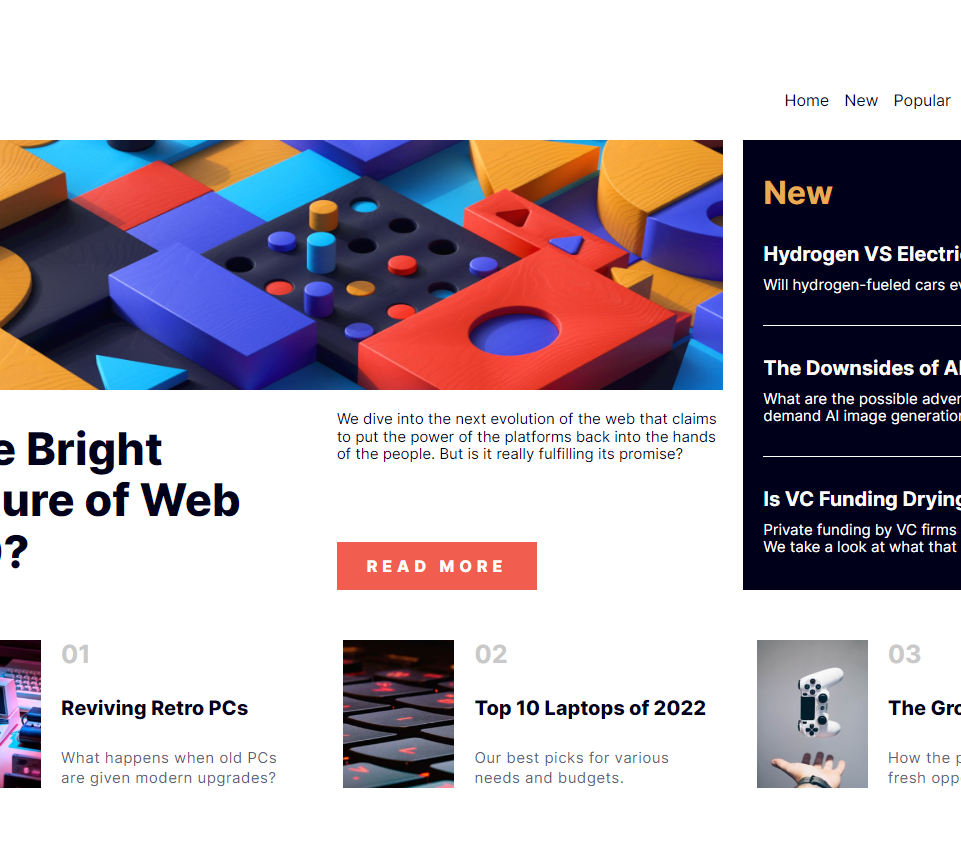 Home New Popular
New
Hydrogen VS Electri
Will hydrogen-fueled cars ev
The Downsides of AI
What are the possible adver
demand AI image generation
Is VC Funding Drying
Private funding by VC firms
We take a look at what that
e Bright
ure of Web
?
We dive into the next evolution of the web that claims
to put the power of the platforms back into the hands
of the people. But is it really fulfilling its promise?
READ MORE
01
Reviving Retro PCs
What happens when old PCs
are given modern upgrades?
02
Top 10 Laptops of 2022
Our best picks for various
needs and budgets.
03
The Gro
How the p
fresh oppo